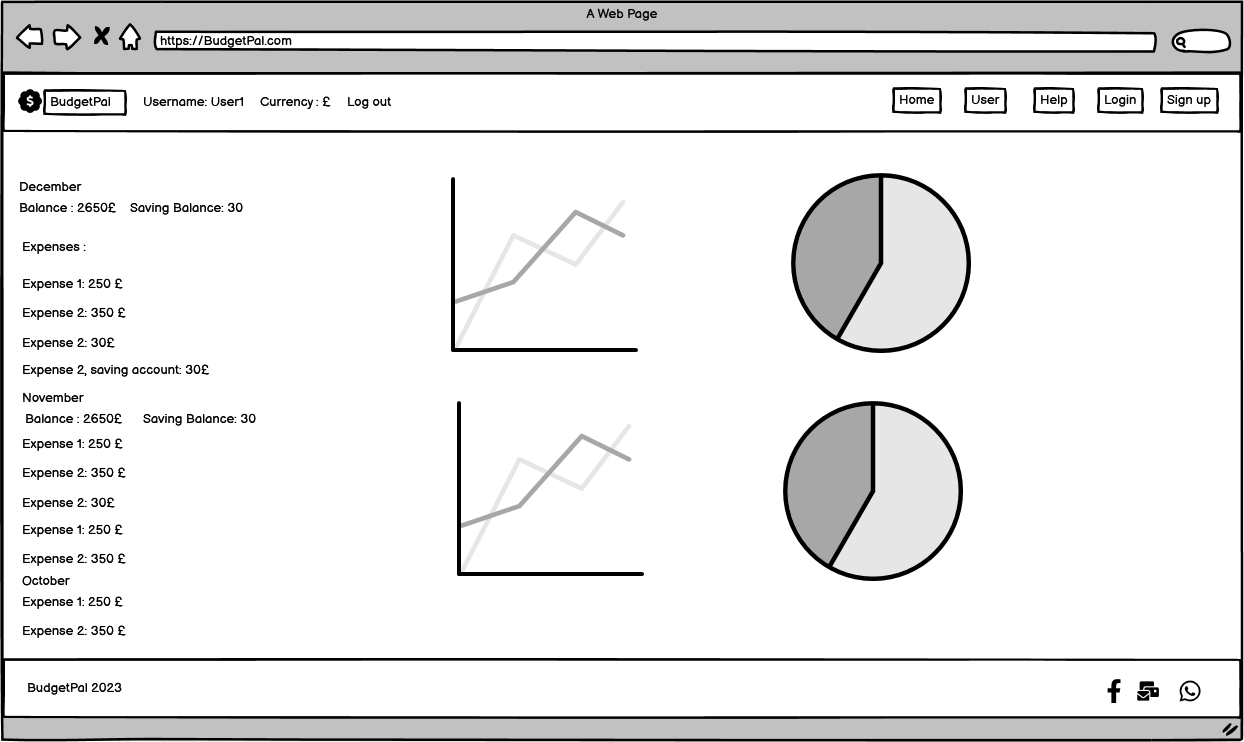 A Web Page
https://BudgetPal.com
$ BudgetPal Username: User1 Currency : £ Log out Home User Help Login Sign up
December
Balance : 2650£ Saving Balance: 30
Expenses :
Expense 1: 250 £
Expense 2: 350 £
Expense 2: 30£
Expense 2, saving account: 30£
November
Balance : 2650£ Saving Balance: 30
Expense 1: 250 £
Expense 2: 350 £
Expense 2: 30£
Expense 1: 250 £
Expense 2: 350 £
October
Expense 1: 250 £
Expense 2: 350 £
BudgetPal 2023